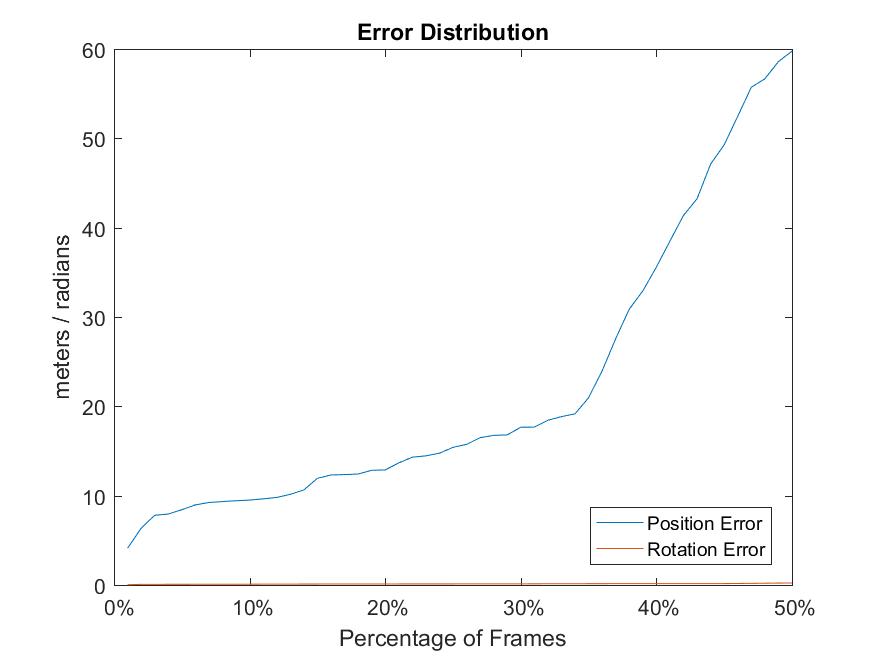 Error Distribution
60
50
40
30
20
10
0
meters / radians
Position Error
Rotation Error
0% 10% 20% 30% 40% 50%
Percentage of Frames